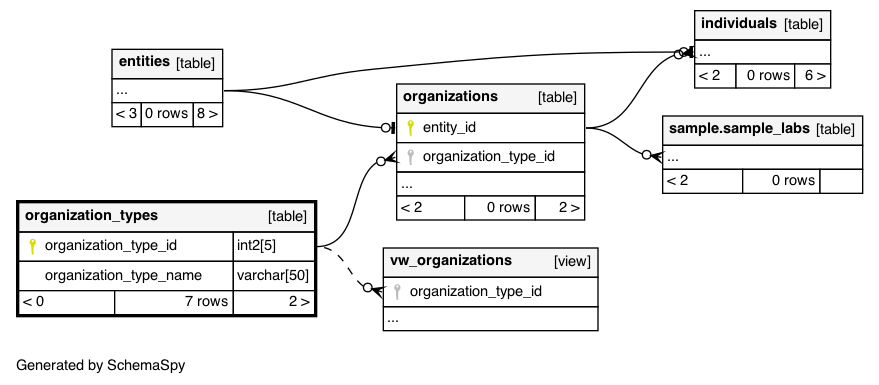 individuals [table]
...
< 2 0 rows 6 >
entities [table]
...
< 3 0 rows 8 >
organizations [table]
entity_id
organization_type_id
...
< 2 0 rows 2 >
sample.sample_labs [table]
...
< 2 0 rows
organization_types [table]
organization_type_id int2[5]
organization_type_name varchar[50]
< 0 7 rows 2 >
vw_organizations [view]
organization_type_id
...
Generated by SchemaSpy